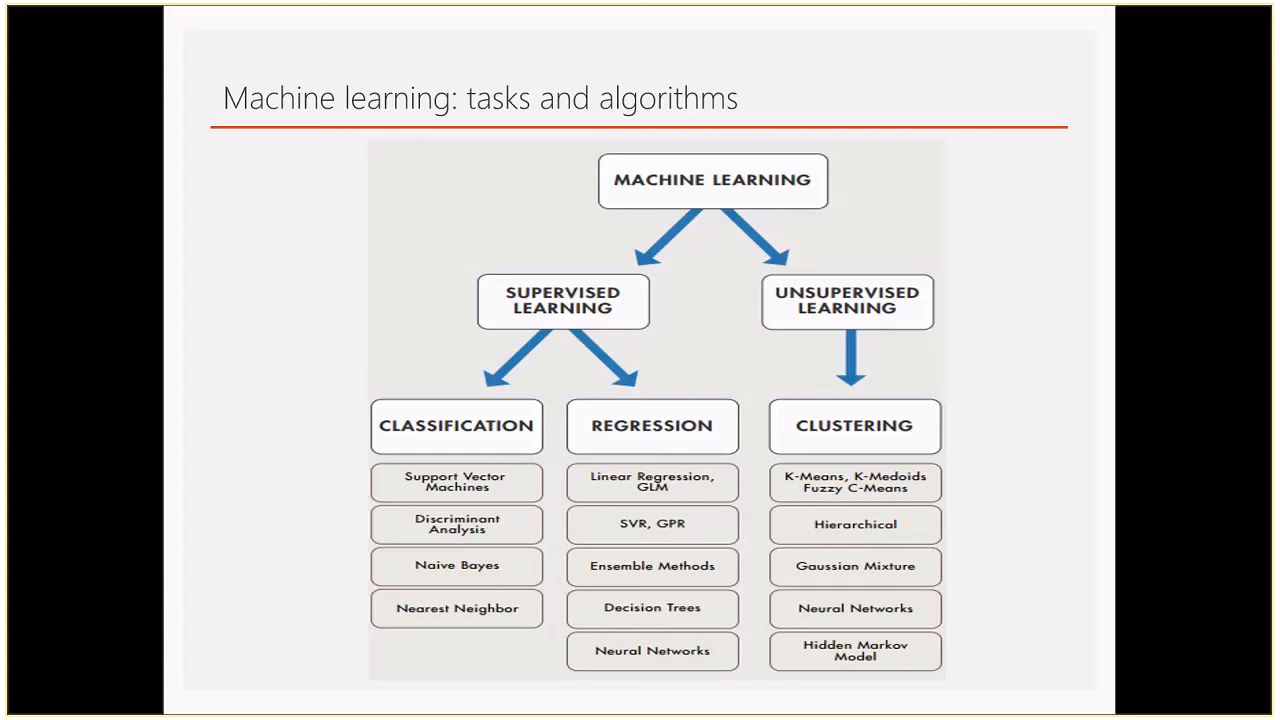 Machine learning: tasks and algorithms
MACHINE LEARNING
SUPERVISED
LEARNING
UNSUPERVISED
LEARNING
CLASSIFICATION
Support Vector
Machines
Discriminant
Analysis
Naive Bayes
Nearest Neighbor
REGRESSION
Linear Regression,
GLM
SVR, GPR
Ensemble Methods
Decision Trees
Neural Networks
CLUSTERING
K-Means, K-Medoids
Fuzzy C-Means
Hierarchical
Gaussian Mixture
Neural Networks
Hidden Markov
Model